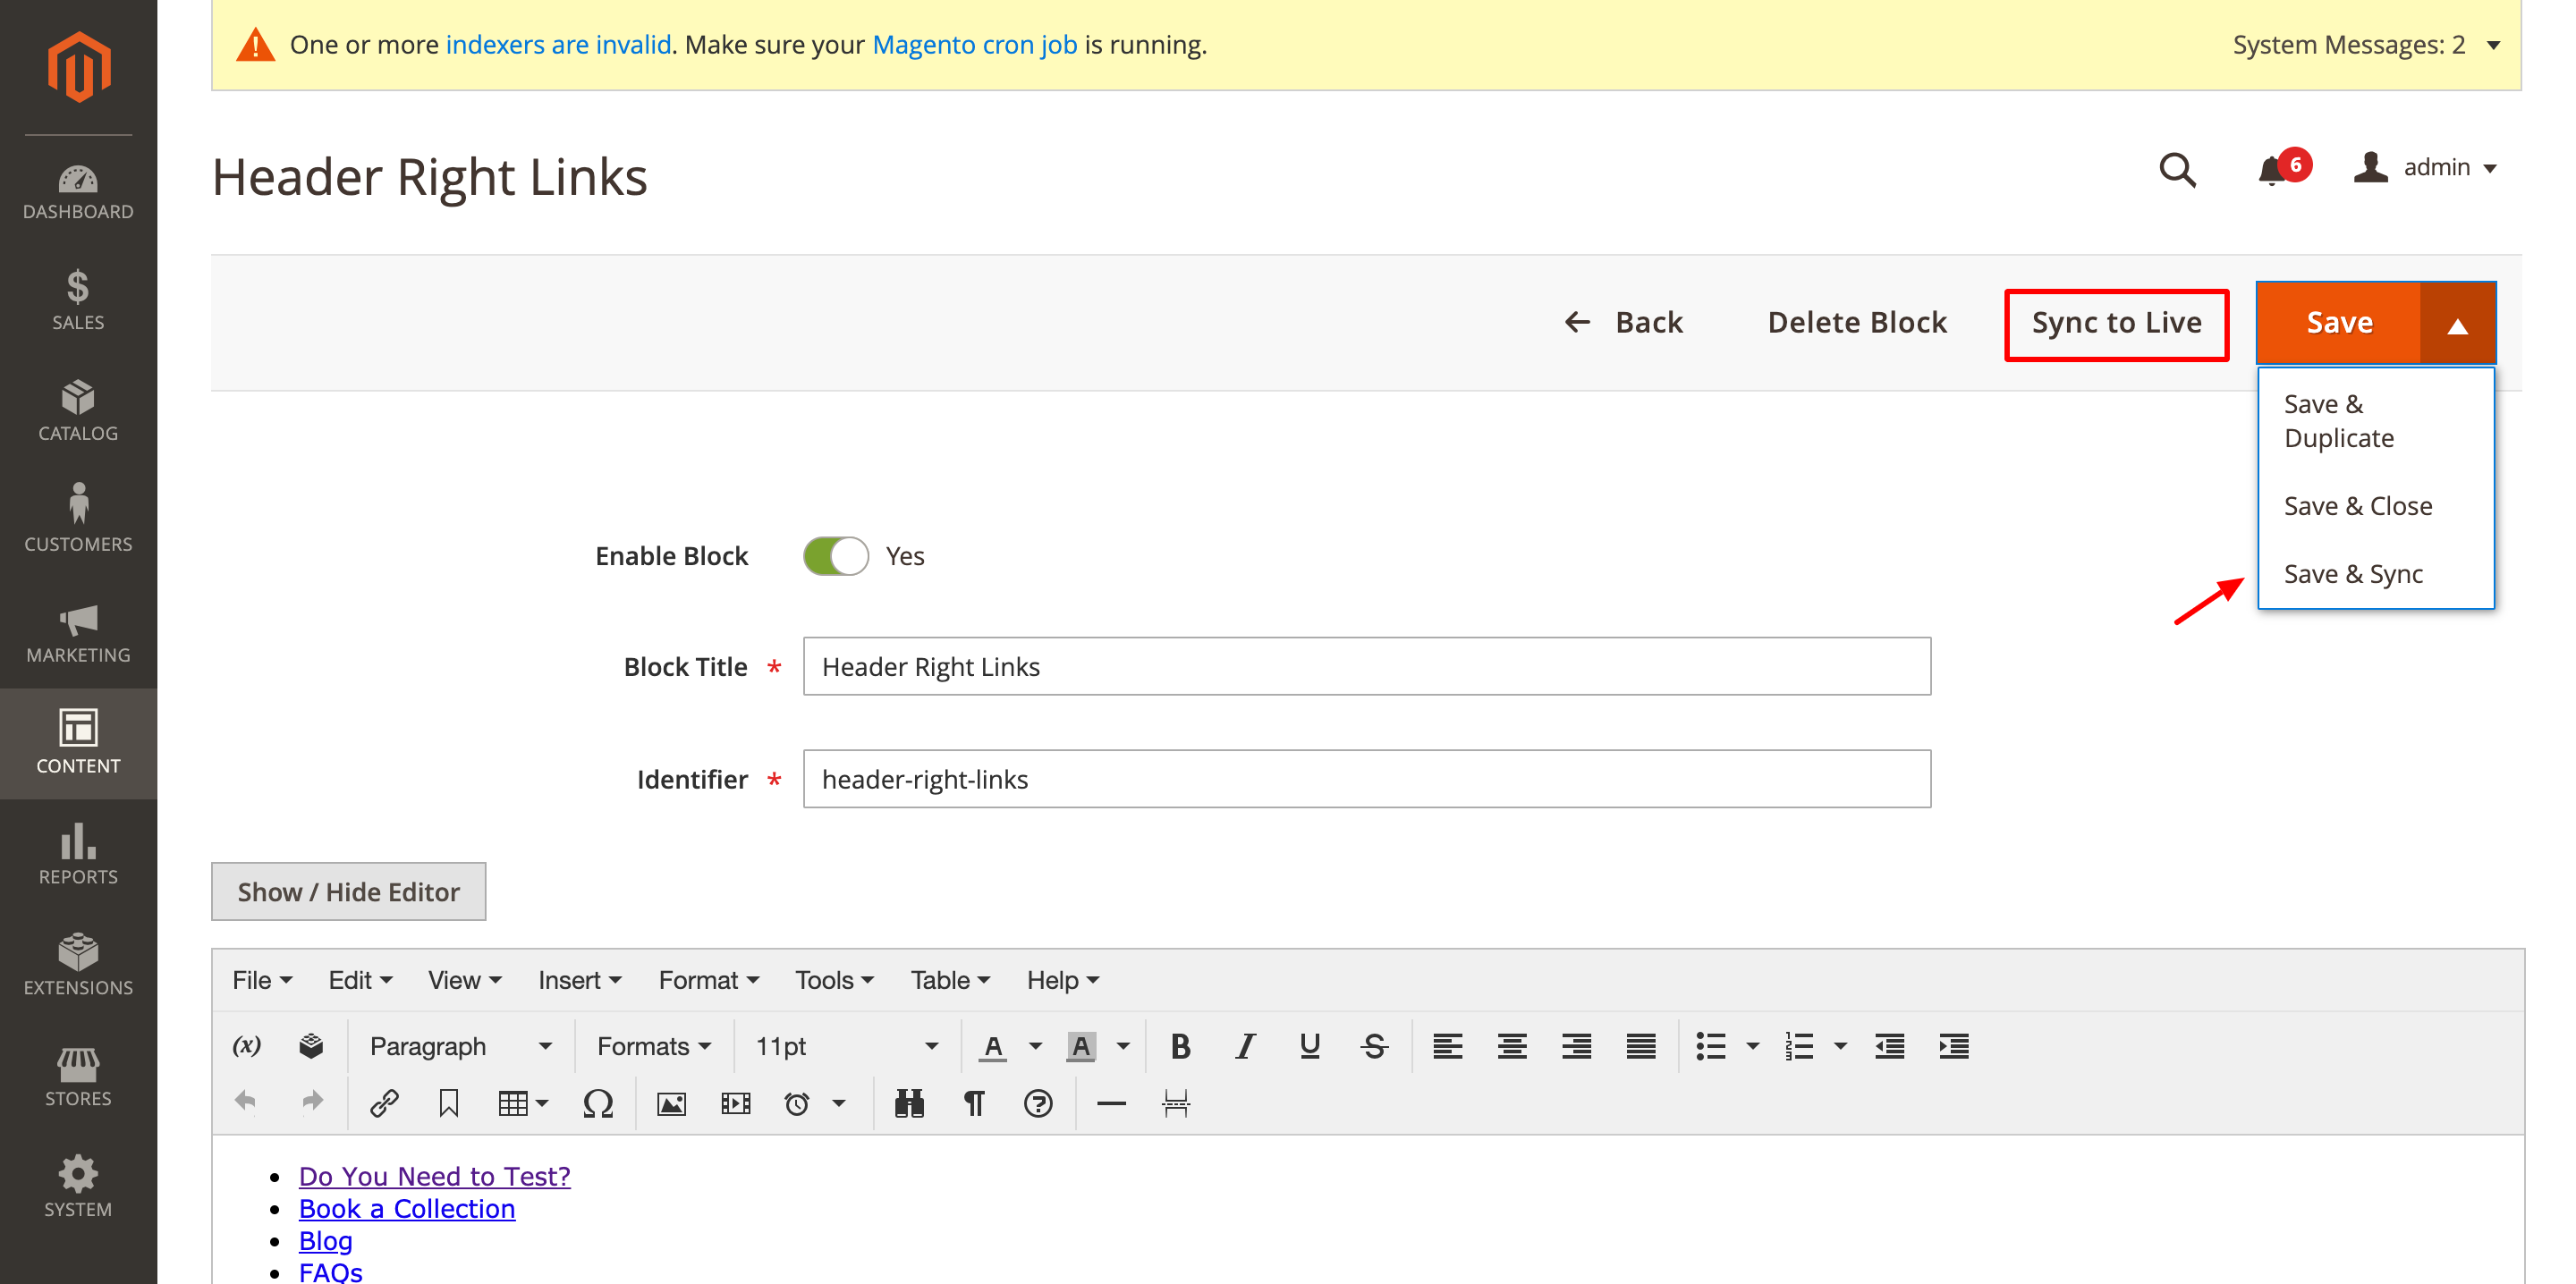 One or more indexers are invalid. Make sure your Magento cron job is running.
System Messages: 2
Header Right Links
6
admin
DASHBOARD
SALES
CATALOG
CUSTOMERS
MARKETING
CONTENT
REPORTS
EXTENSIONS
STORES
SYSTEM
Back
Delete Block
Sync to Live
Save
Save &
Duplicate
Save & Close
Save & Sync
Enable Block
Yes
Block Title *
Header Right Links
Identifier *
header-right-links
Show / Hide Editor
File Edit View Insert Format Tools Table Help
(x) Paragraph Formats 11pt A A B I U S
Do You Need to Test?
Book a Collection
Blog
FAQs